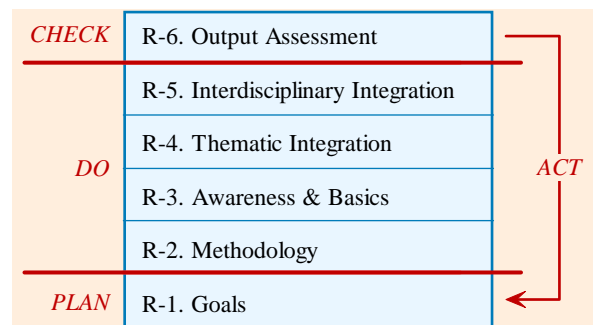 CHECK
R-6. Output Assessment
R-5. Interdisciplinary Integration
R-4. Thematic Integration
DO
ACT
R-3. Awareness & Basics
R-2. Methodology
PLAN
R-1. Goals